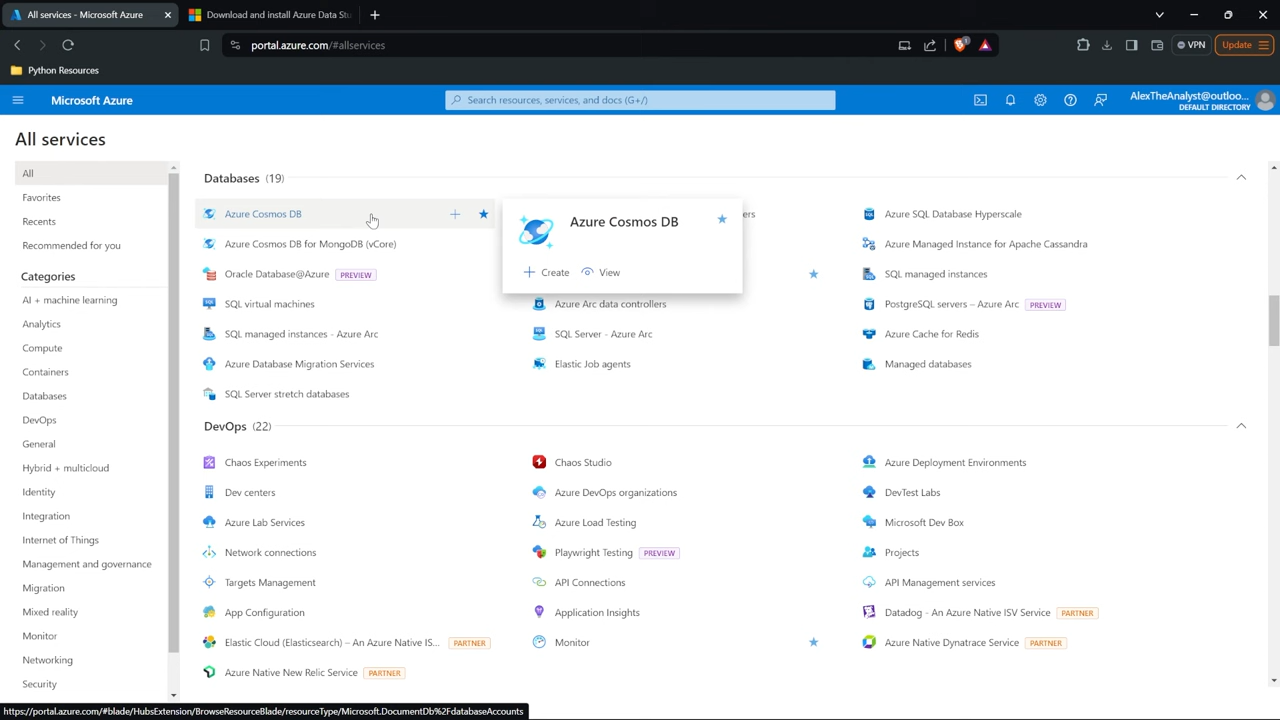 All services - Microsoft Azure
Download and install Azure Data Stu
portal.azure.com/#allservices
1
VPN
Update
Python Resources
Microsoft Azure
Search resources, services, and docs (G+/)
AlexTheAnalyst@outloo...
DEFAULT DIRECTORY
All services
All
Favorites
Recents
Recommended for you
Categories
AI + machine learning
Analytics
Compute
Containers
Databases
DevOps
General
Hybrid + multicloud
Identity
Integration
Internet of Things
Management and governance
Migration
Mixed reality
Monitor
Networking
Security
Databases (19)
Azure Cosmos DB
Azure Cosmos DB
Create
View
ers
Azure SQL Database Hyperscale
Azure Cosmos DB for MongoDB (vCore)
Azure Managed Instance for Apache Cassandra
Oracle Database@Azure PREVIEW
SQL managed instances
SQL virtual machines
Azure Arc data controllers
PostgreSQL servers – Azure Arc PREVIEW
SQL managed instances - Azure Arc
SQL Server - Azure Arc
Azure Cache for Redis
Azure Database Migration Services
Elastic Job agents
Managed databases
SQL Server stretch databases
DevOps (22)
Chaos Experiments
Chaos Studio
Azure Deployment Environments
Dev centers
Azure DevOps organizations
DevTest Labs
Azure Lab Services
Azure Load Testing
Microsoft Dev Box
Network connections
Playwright Testing PREVIEW
Projects
Targets Management
API Connections
API Management services
App Configuration
Application Insights
Datadog - An Azure Native ISV Service PARTNER
Elastic Cloud (Elasticsearch) – An Azure Native IS... PARTNER
Monitor
Azure Native Dynatrace Service PARTNER
Azure Native New Relic Service PARTNER
https://portal.azure.com/#blade/HubsExtension/BrowseResourceBlade/resourceType/Microsoft.DocumentDb%2FdatabaseAccounts